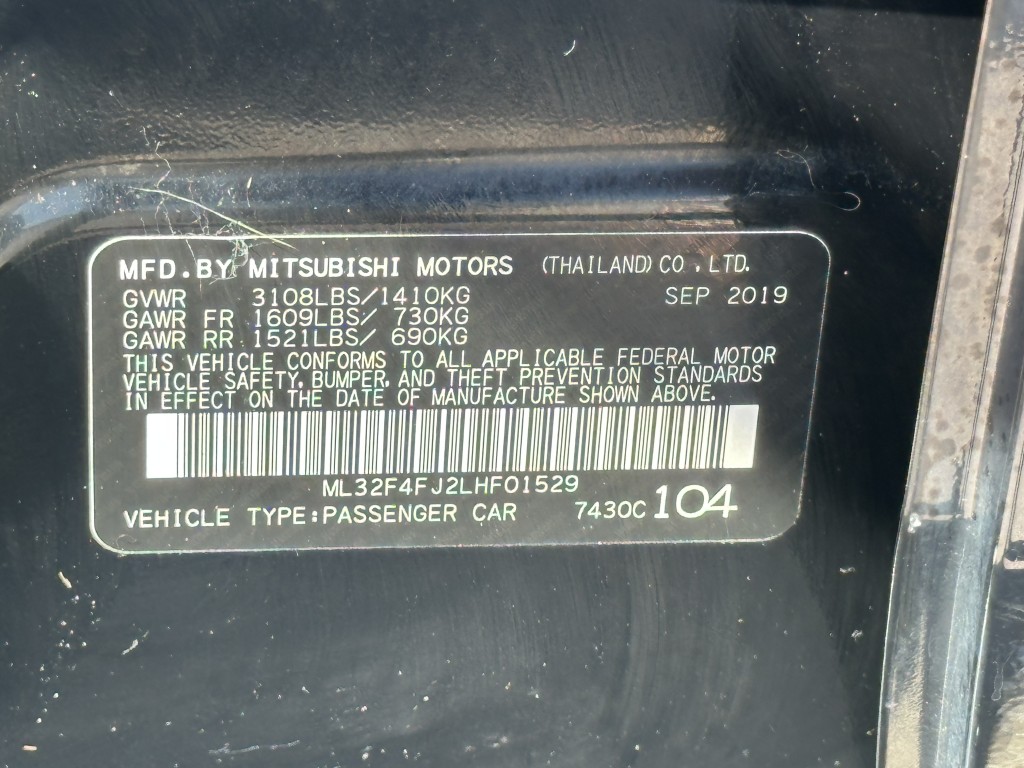 MFD.BY MITSUBISHI MOTORS (THAILAND) CO., LTD.
GVWR 3108LBS/1410KG SEP 2019
GAWR FR 1609LBS/ 730KG
GAWR RR 1521LBS/ 690KG
THIS VEHICLE CONFORMS TO ALL APPLICABLE FEDERAL MOTOR
VEHICLE SAFETY, BUMPER, AND THEFT PREVENTION STANDARDS
IN EFFECT ON THE DATE OF MANUFACTURE SHOWN ABOVE.
ML32F4FJ2LHF01529
VEHICLE TYPE:PASSENGER CAR 7430C 104